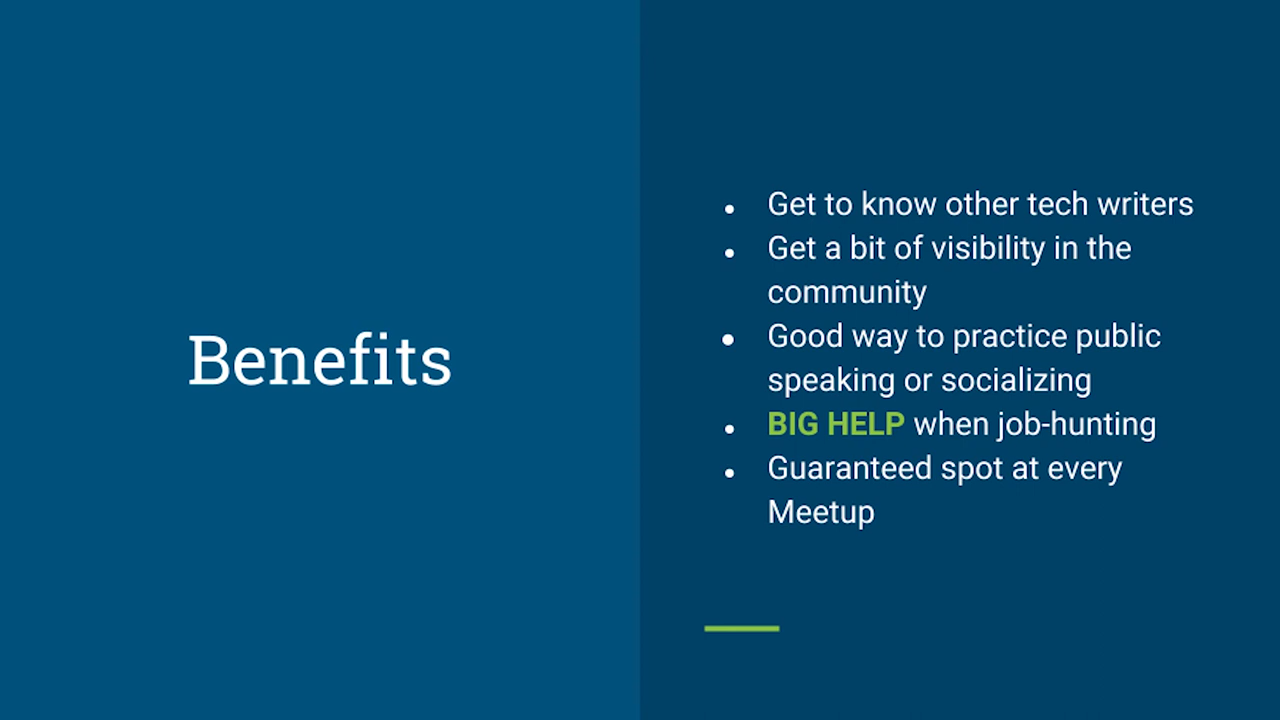 Benefits
• Get to know other tech writers
• Get a bit of visibility in the
community
• Good way to practice public
speaking or socializing
• BIG HELP when job-hunting
• Guaranteed spot at every
Meetup